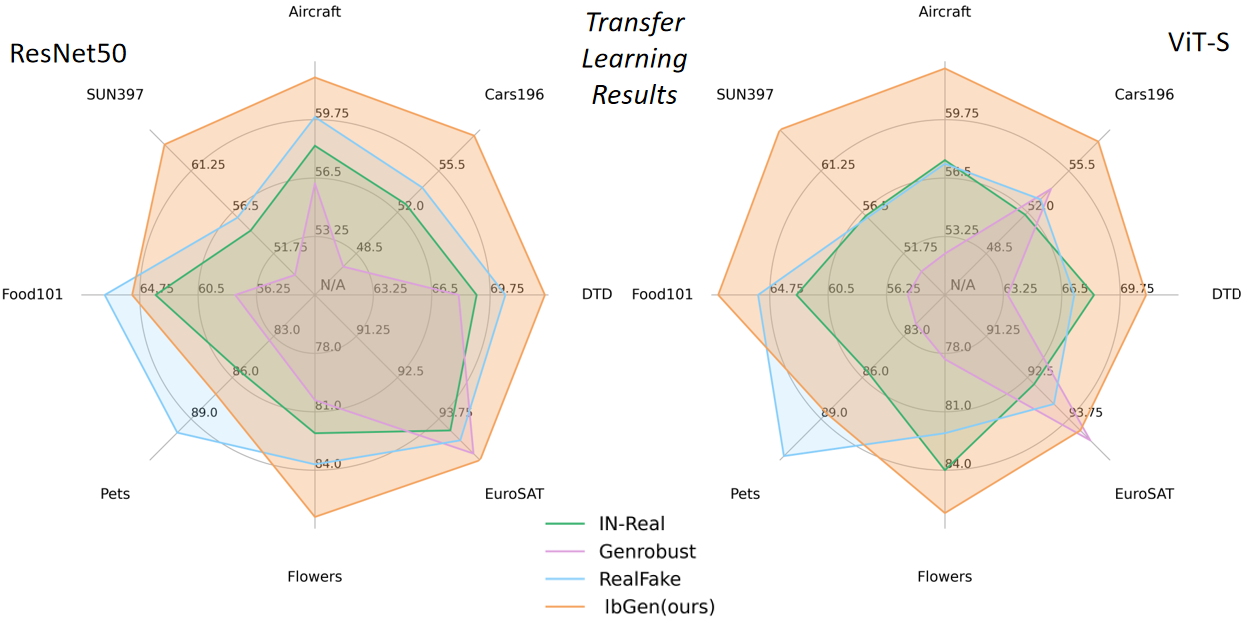 Transfer
Learning
Results
ResNet50
Aircraft
SUN397
Cars196
59.75
61.25
55.5
56.5
56.5
52.0
53.25
51.75
48.5
Food101
64.75
60.5
56.25
N/A
63.25
66.5
69.75
DTD
83.0
91.25
78.0
86.0
92.5
81.0
89.0
93.75
84.0
Pets
EuroSAT
Flowers
ViT-S
Aircraft
SUN397
Cars196
59.75
61.25
55.5
56.5
56.5
52.0
53.25
51.75
48.5
Food101
64.75
60.5
56.25
N/A
63.25
66.5
69.75
DTD
83.0
91.25
78.0
86.0
92.5
81.0
89.0
93.75
84.0
Pets
EuroSAT
Flowers
IN-Real
Genrobust
RealFake
IbGen(ours)